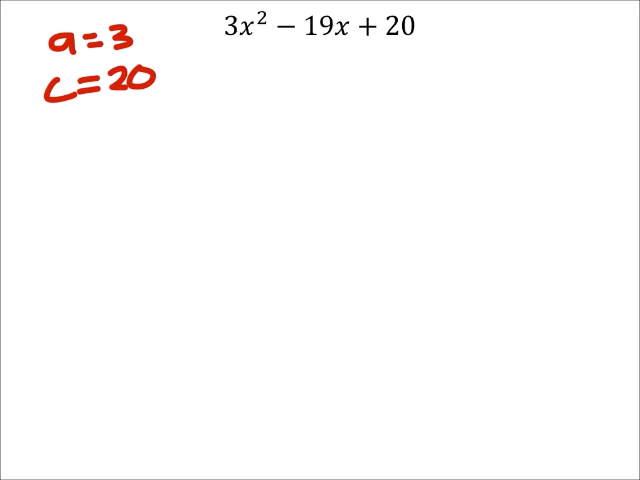 3x² − 19x + 20
a=3
c=20